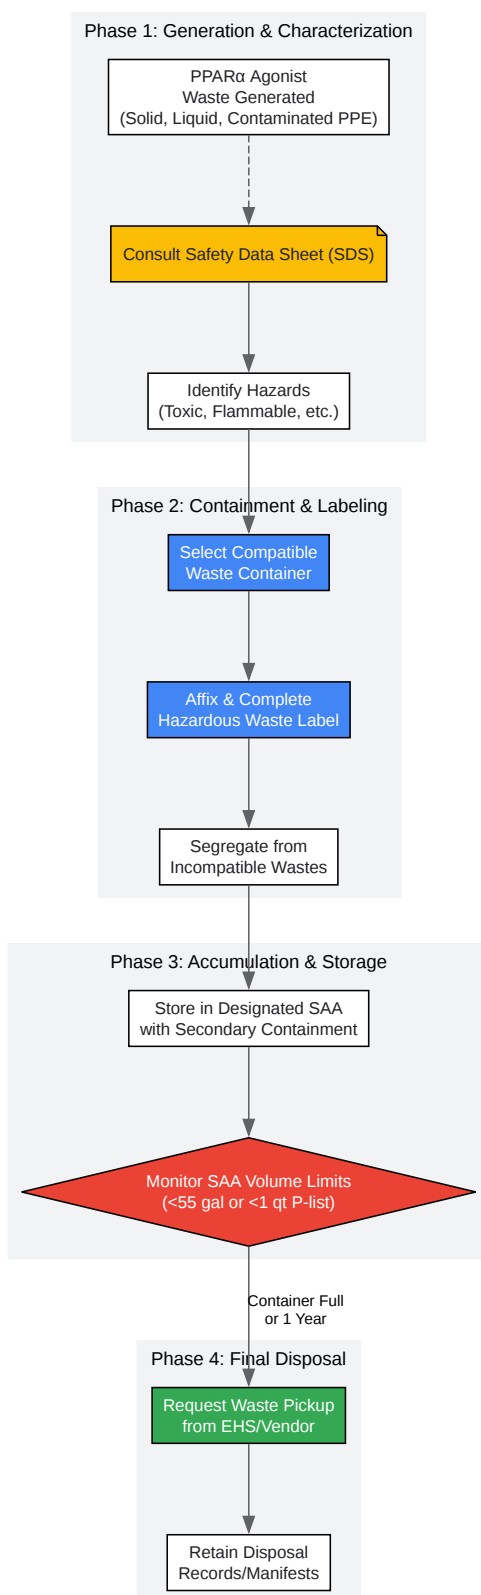 Phase 1: Generation & Characterization
PPARα Agonist
Waste Generated
(Solid, Liquid, Contaminated PPE)
Consult Safety Data Sheet (SDS)
Identify Hazards
(Toxic, Flammable, etc.)
Phase 2: Containment & Labeling
Select Compatible
Waste Container
Affix & Complete
Hazardous Waste Label
Segregate from
Incompatible Wastes
Phase 3: Accumulation & Storage
Store in Designated SAA
with Secondary Containment
Monitor SAA Volume Limits
(<55 gal or <1 qt P-list)
Container Full
or 1 Year
Phase 4: Final Disposal
Request Waste Pickup
from EHS/Vendor
Retain Disposal
Records/Manifests